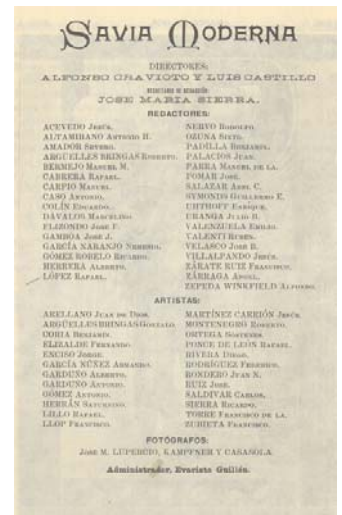 SAVIA MODERNA
DIRECTORES:
ALFONSO CRAVIOTO Y LUIS CASTILLO
SECRETARIO DE REDACCIÓN:
JOSE MARIA SIERRA.
REDACTORES:
ACEVEDO JESÚS.
ALTAMIRANO ANTONIO H.
AMADOR SEVERO.
ARGÜELLES BRINGAS ROBERTO.
BERMEJO MANUEL M.
CABRERA RAFAEL.
CARPIO MANUEL.
CASO ANTONIO.
COLÍN EDUARDO.
DÁVALOS MARCELINO.
ELIZONDO JOSÉ F.
GAMBOA JOSÉ J.
GARCÍA NARANJO NEMESIO.
GÓMEZ ROBELO RICARDO.
HERRERA ALBERTO.
LÓPEZ RAFAEL.
NERVO RODOLFO.
OZUNA SIXTO.
PADILLA BENJAMÍN.
PALACIOS JUAN.
PARRA MANUEL DE LA.
POMAR JOSÉ.
SALAZAR ABEL C.
SYMONDS GUILLERMO E.
UHTHOFF ENRIQUE.
URANGA JULIO B.
VALENZUELA EMILIO.
VALENTI RUBÉN.
VELASCO JOSÉ B.
VILLALPANDO JESÚS.
ZÁRATE RUIZ FRANCISCO.
ZÁRRAGA ANGEL.
ZEPEDA WINKFIELD ALFONSO.
ARTISTAS:
ARELLANO JUAN DE DIOS.
ARGÜELLES BRINGAS GONZALO.
CORIA BENJAMÍN.
ELIZALDE FERNANDO.
ENCISO JORGE.
GARCÍA NÚÑEZ ARMANDO.
GARDUÑO ALBERTO.
GARDUÑO ANTONIO.
GÓMEZ ANTONIO.
HERRÁN SATURNINO.
LILLO RAFAEL.
LLOP FRANCISCO.
MARTÍNEZ CARRIÓN JESÚS.
MONTENEGRO ROBERTO.
ORTEGA SOSTENES.
PONCE DE LEÓN RAFAEL.
RIVERA DIEGO.
RODRÍGUEZ FEDERICO.
RONDERO JUAN N.
RUIZ JOSÉ.
SALDIVAR CARLOS.
SIERRA RICARDO.
TORRE FRANCISCO DE LA.
ZUBIETA FRANCISCO.
FOTÓGRAFOS:
JOSÉ M. LUPERCIO, KAMPFNER Y CASASOLA.
Administrador, Evaristo Guillén.